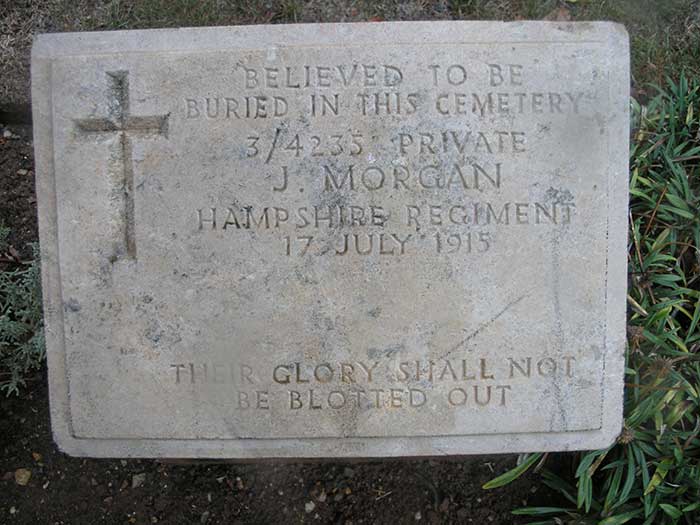 BELIEVED TO BE
BURIED IN THIS CEMETERY
3/4235 PRIVATE
J. MORGAN
HAMPSHIRE REGIMENT
17 JULY 1915
THEIR GLORY SHALL NOT
BE BLOTTED OUT